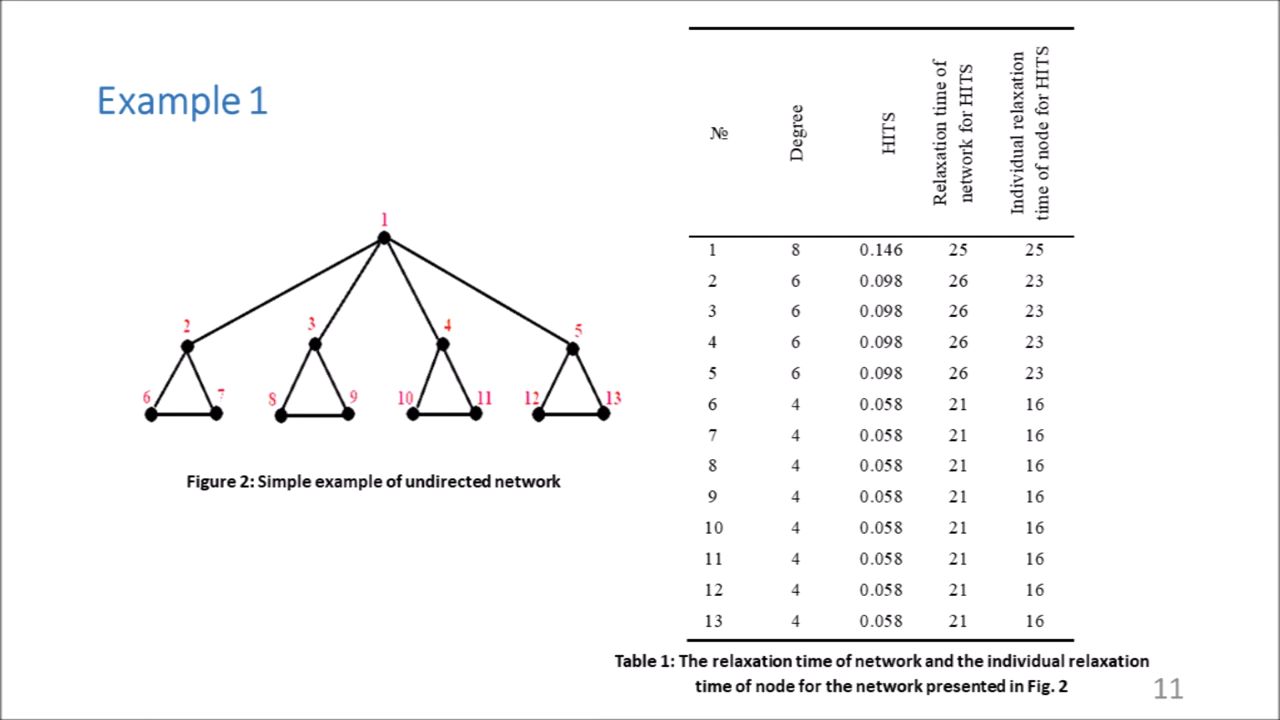 Example 1
1
2
3
4
5
6
7
8
9
10
11
12
13
Figure 2: Simple example of undirected network
№ Degree HITS Relaxation time of network for HITS Individual relaxation time of node for HITS
1 8 0.146 25 25
2 6 0.098 26 23
3 6 0.098 26 23
4 6 0.098 26 23
5 6 0.098 26 23
6 4 0.058 21 16
7 4 0.058 21 16
8 4 0.058 21 16
9 4 0.058 21 16
10 4 0.058 21 16
11 4 0.058 21 16
12 4 0.058 21 16
13 4 0.058 21 16
Table 1: The relaxation time of network and the individual relaxation
time of node for the network presented in Fig. 2
11